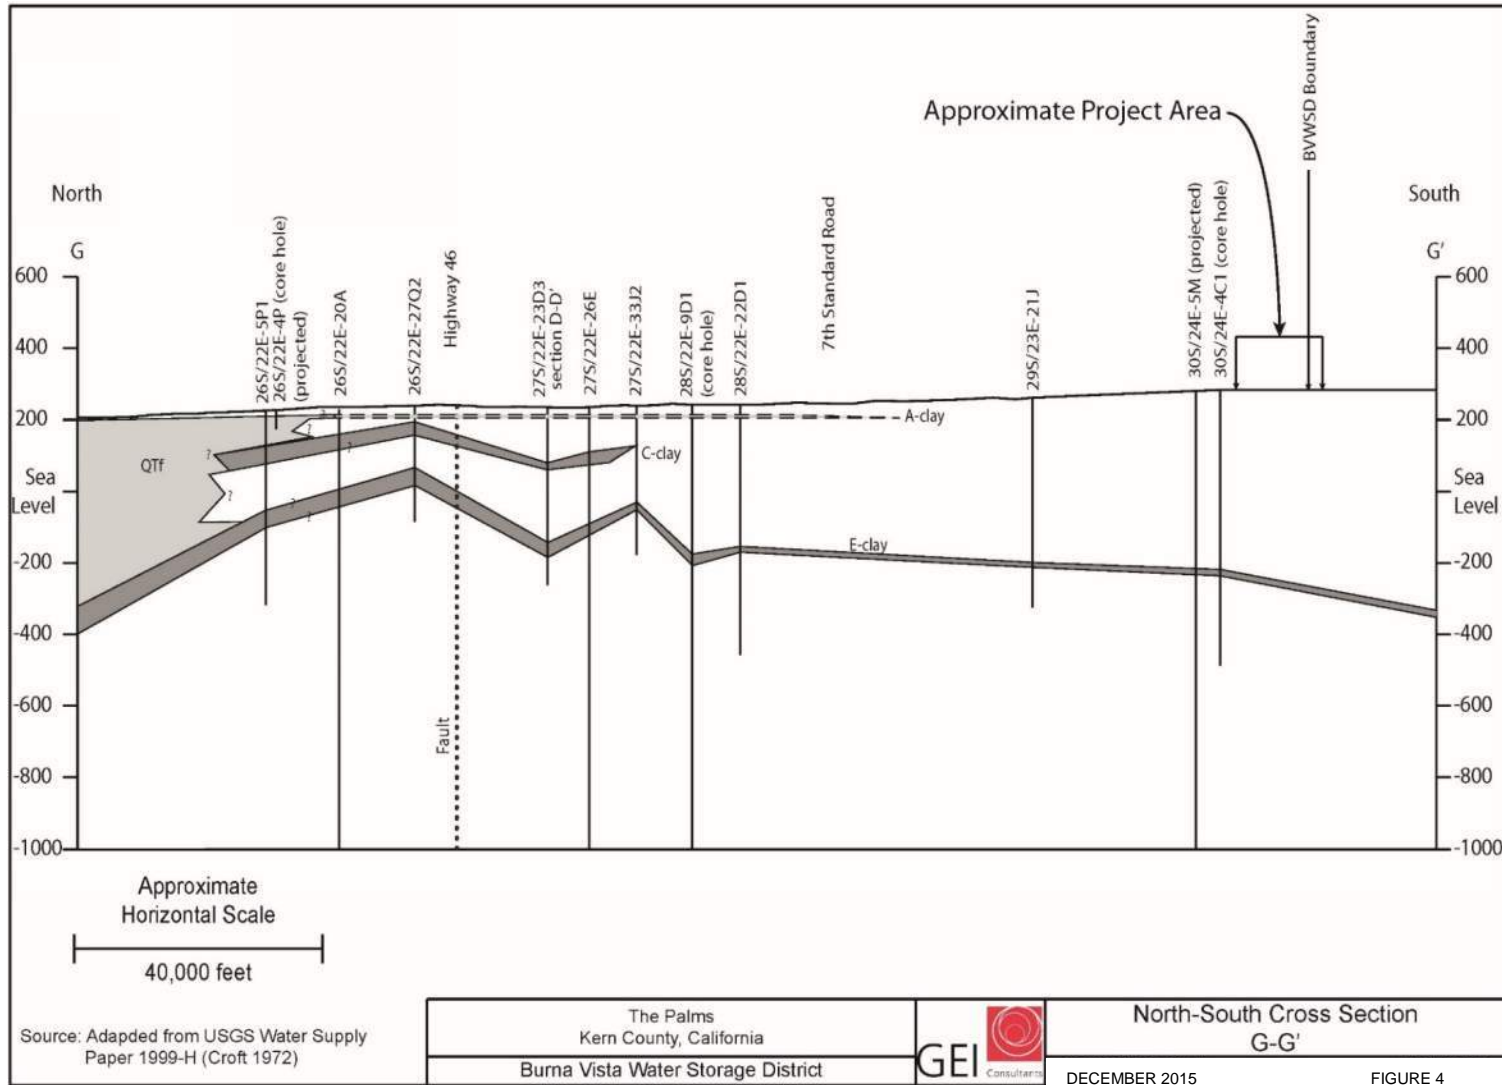 Approximate Project Area
BVWSD Boundary
North
South
G
G'
600
400
200
Sea
Level
-200
-400
-600
-800
-1000
26S/22E-5P1
26S/22E-4P (core hole)
(projected)
26S/22E-20A
26S/22E-27Q2
Highway 46
27S/22E-23D3
section D-D'
27S/22E-26E
27S/22E-33J2
28S/22E-9D1
(core hole)
28S/22E-22D1
7th Standard Road
29S/23E-21J
30S/24E-5M (projected)
30S/24E-4C1 (core hole)
600
400
200
Sea
Level
-200
-400
-600
-800
-1000
?
A-clay
?
?
QTf
?
C-clay
?
?
?
E-clay
Fault
Approximate
Horizontal Scale
40,000 feet
Source: Adapded from USGS Water Supply
Paper 1999-H (Croft 1972)
The Palms
Kern County, California
Burna Vista Water Storage District
GEI
Consultants
North-South Cross Section
G-G'
DECEMBER 2015
FIGURE 4